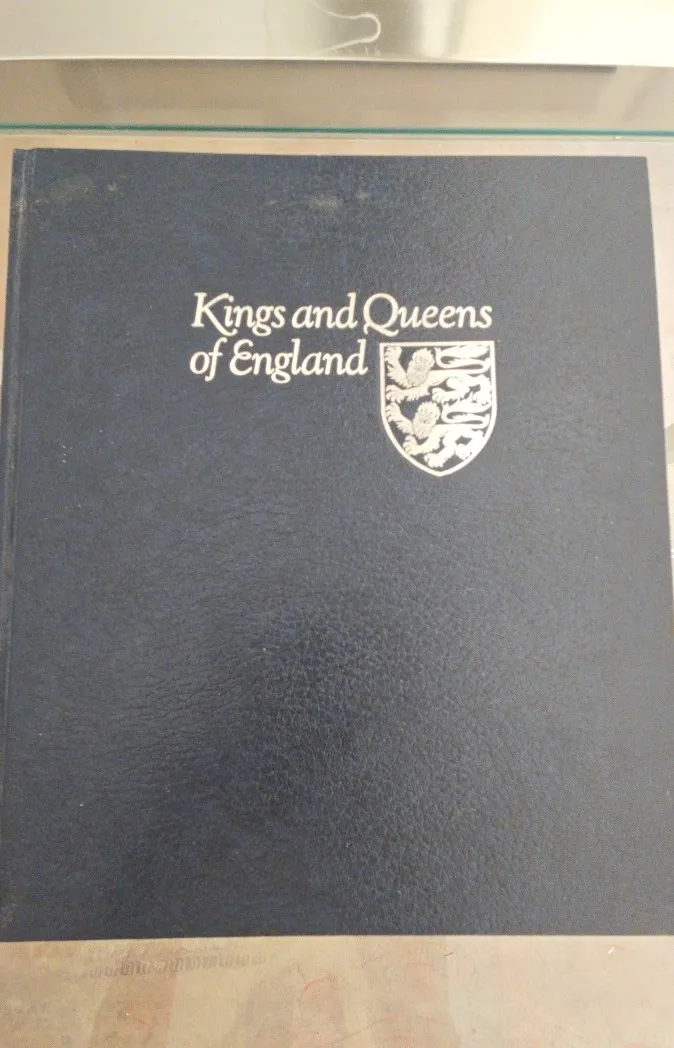 Kings and Queens
of England